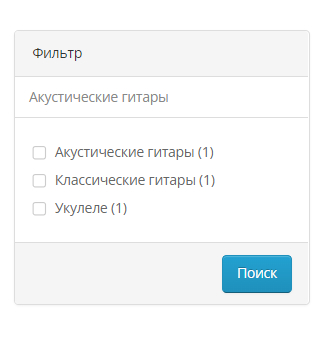 Фильтр
Акустические гитары
Акустические гитары (1)
Классические гитары (1)
Укулеле (1)
Поиск